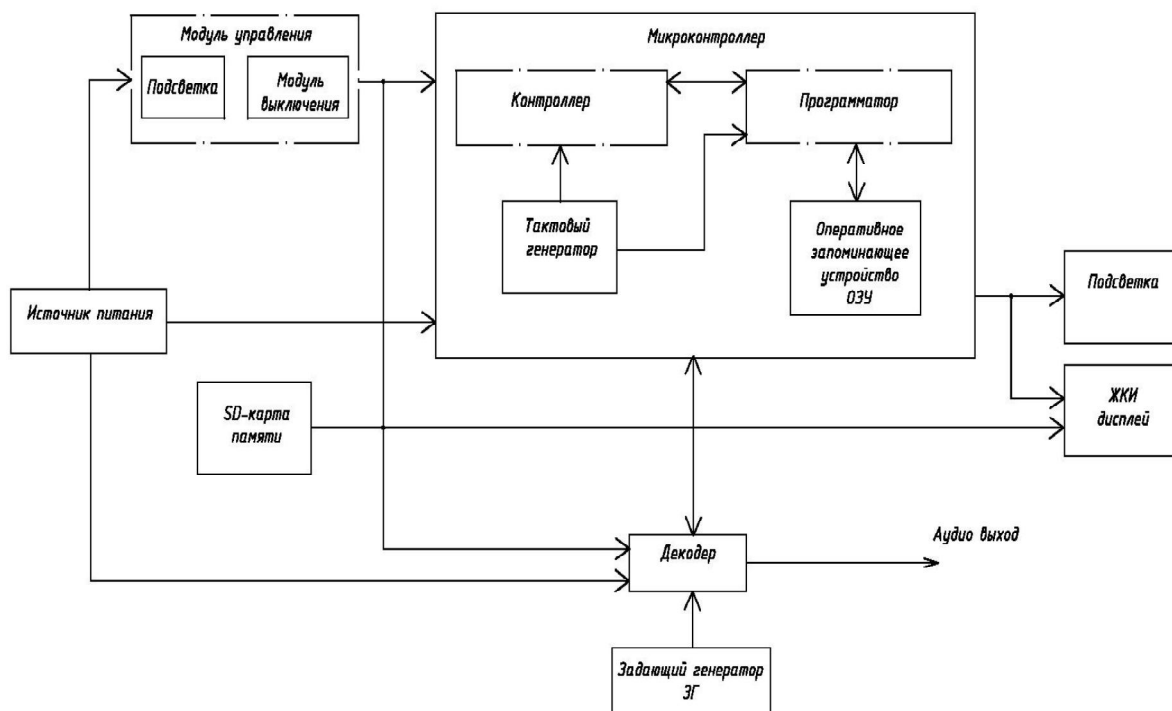 Модуль управления
Подсветка
Модуль
выключения
Микроконтроллер
Контроллер
Программатор
Тактовый
генератор
Оперативное
запоминающее
устройство
ОЗУ
Источник питания
Подсветка
SD-карта
памяти
ЖКИ
дисплей
Декодер
Аудио выход
Задающий генератор
ЗГ